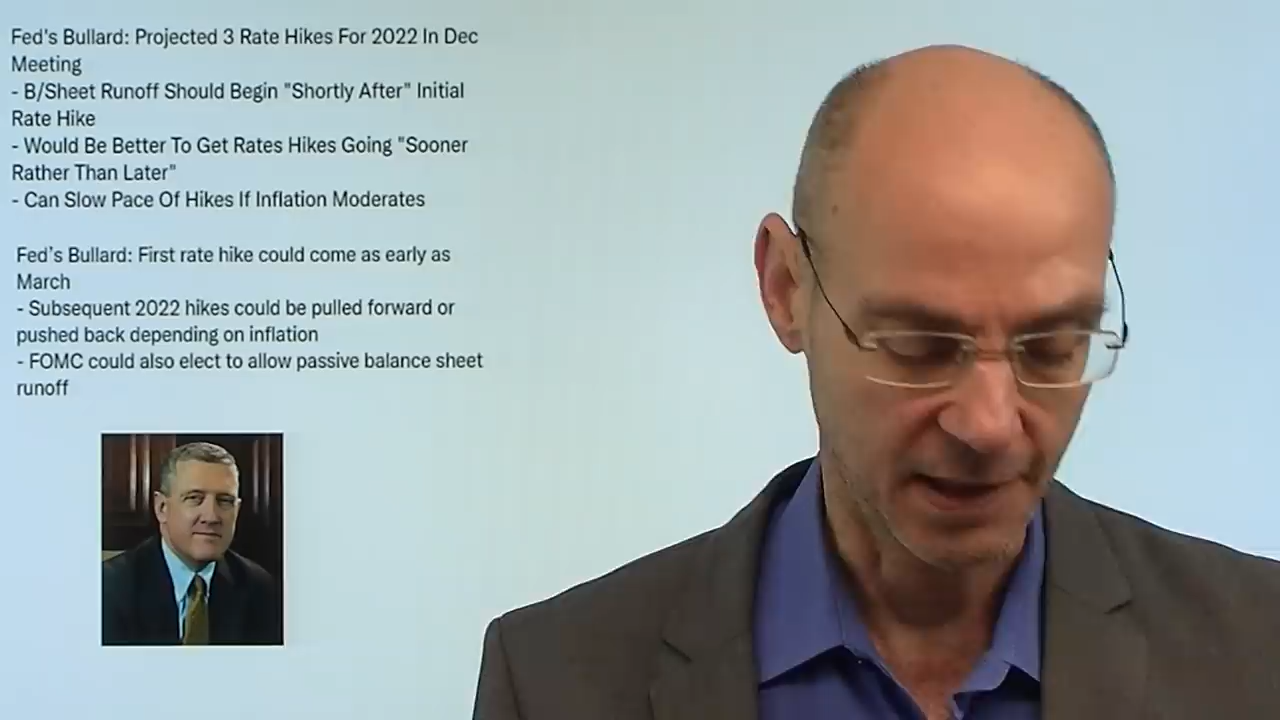 Fed's Bullard: Projected 3 Rate Hikes For 2022 In Dec
Meeting
- B/Sheet Runoff Should Begin "Shortly After" Initial
Rate Hike
- Would Be Better To Get Rates Hikes Going "Sooner
Rather Than Later"
- Can Slow Pace Of Hikes If Inflation Moderates
Fed’s Bullard: First rate hike could come as early as
March
- Subsequent 2022 hikes could be pulled forward or
pushed back depending on inflation
- FOMC could also elect to allow passive balance sheet
runoff